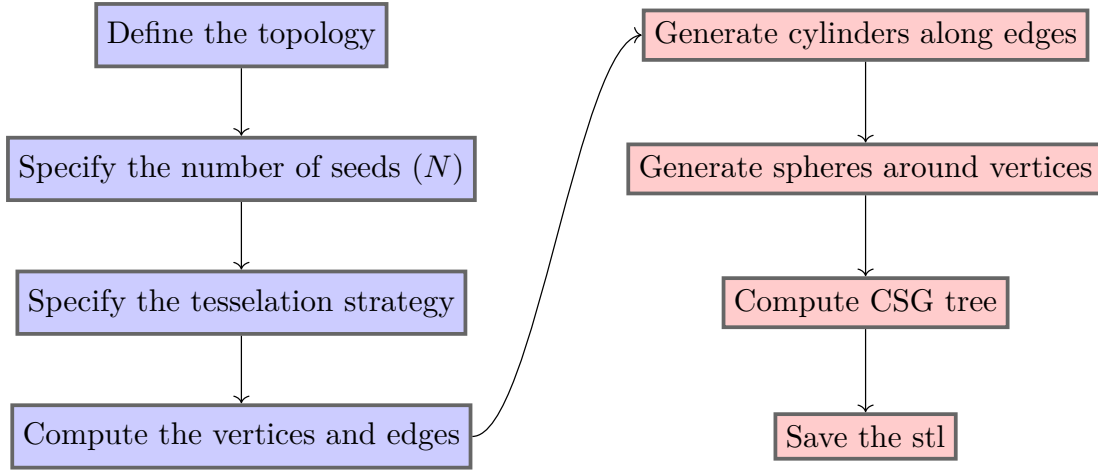 Define the topology
Specify the number of seeds (N)
Specify the tesselation strategy
Compute the vertices and edges
Generate cylinders along edges
Generate spheres around vertices
Compute CSG tree
Save the stl